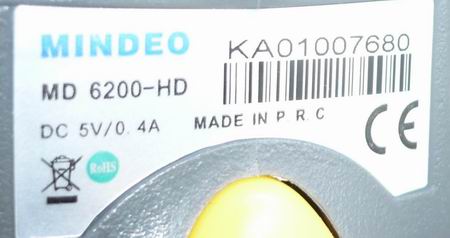 MINDEO
KA01007680
MD 6200-HD
DC 5V/0.4A
MADE IN P.R.C
CE
RoHS